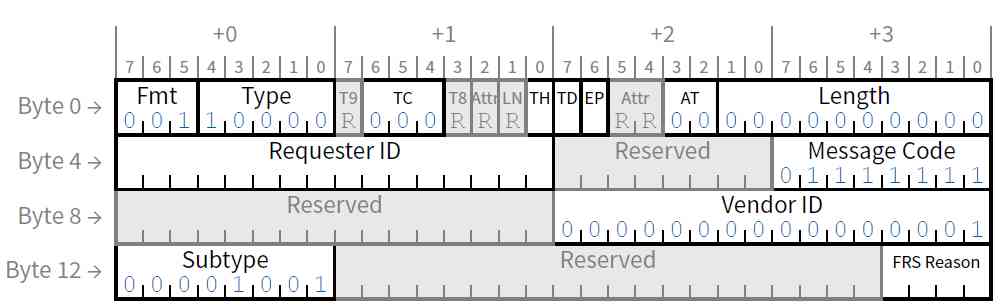 +0 +1 +2 +3
7 6 5 4 3 2 1 0 7 6 5 4 3 2 1 0 7 6 5 4 3 2 1 0 7 6 5 4 3 2 1 0
Byte 0 → Fmt Type T9 TC T8 Attr LN TH TD EP Attr AT Length
0 0 1 1 0 0 0 0 R 0 0 0 R R R R R 0 0 0 0 0 0 0 0 0 0 0 0
Byte 4 → Requester ID Reserved Message Code
0 1 1 1 1 1 1 1
Byte 8 → Reserved Vendor ID
0 0 0 0 0 0 0 0 0 0 0 0 0 0 0 1
Byte 12 → Subtype Reserved FRS Reason
0 0 0 0 1 0 0 1